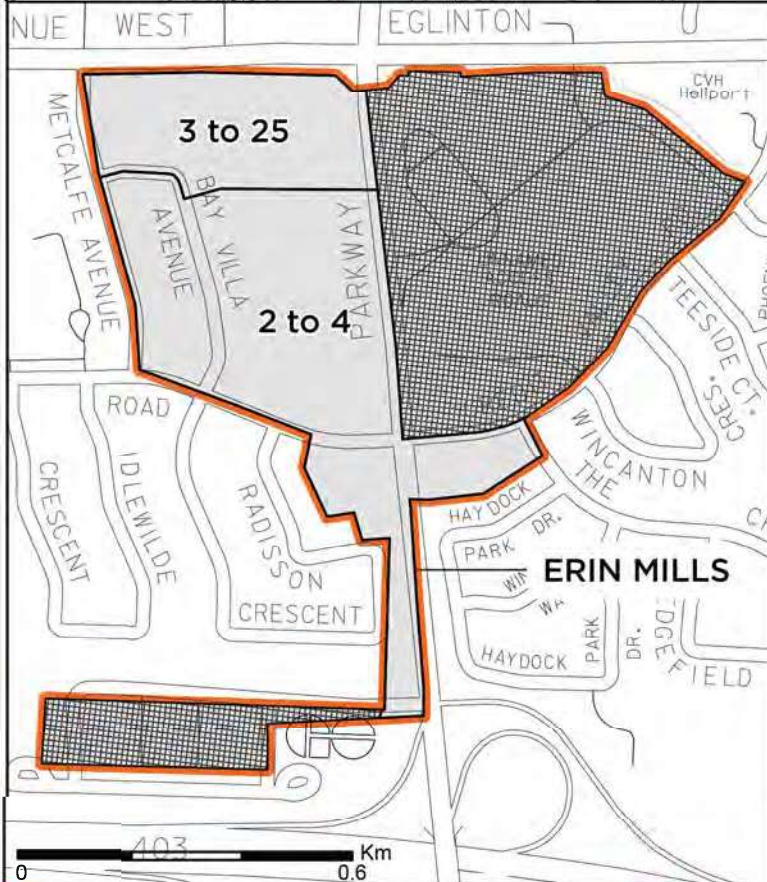 NUE WEST EGLINTON
CVH
Heliport
METCALFE AVENUE
3 to 25
AVENUE
BAY VILLA
PARKWAY
2 to 4
TEESIDE CT.
CRES.
ROAD
WINCANTON
THE
CRESCENT
IDLEWILDE
RADISSON
CRESCENT
HAYDOCK
PARK DR.
ERIN MILLS
HAYDOCK
PARK
DR.
EDGEFIELD
403
Km
0 0.6